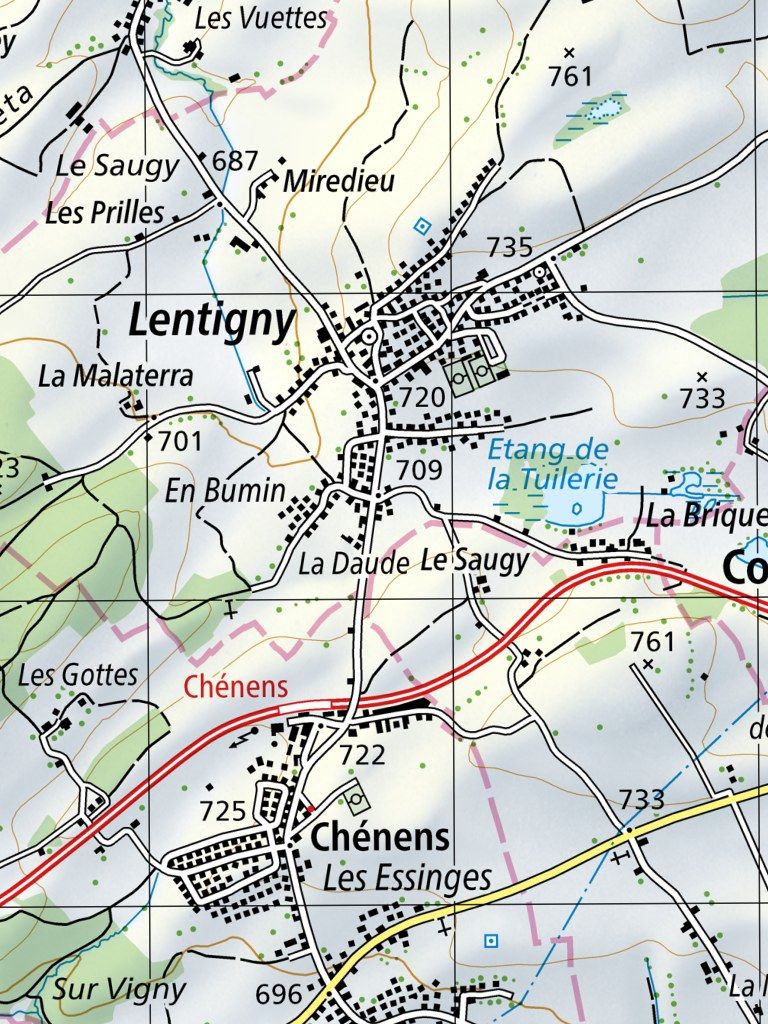 Les Vuettes
761
Le Saugy
687
Miredieu
Les Prilles
735
Lentigny
La Malaterra
720
733
701
709
Etang de
la Tuilerie
En Bumin
La Brique
La Daude
Le Saugy
Co
761
Les Gottes
Chénens
722
725
733
Chénens
Les Essinges
Sur Vigny
696